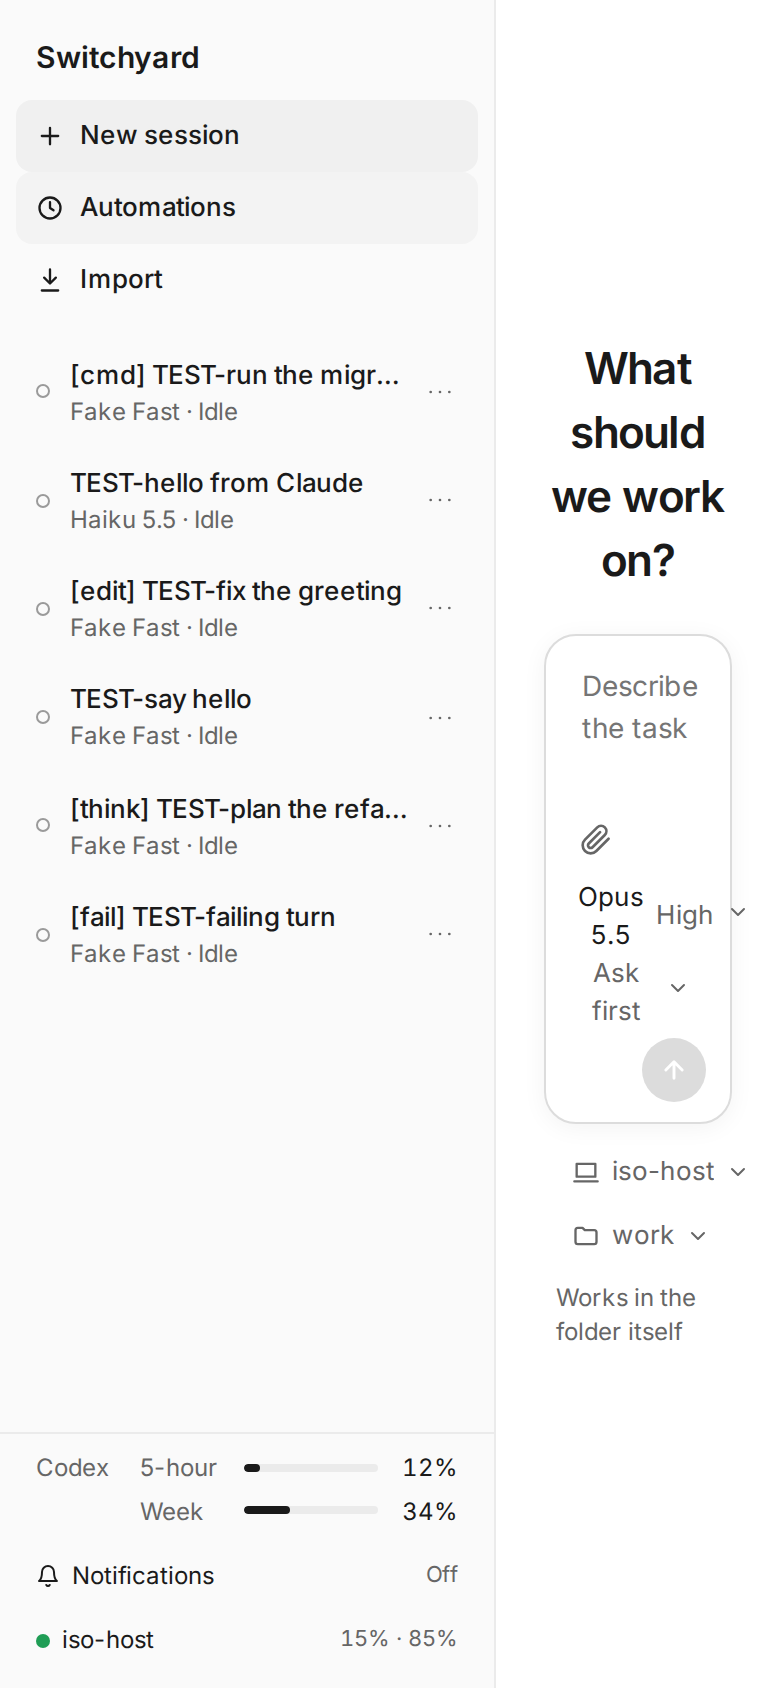 Switchyard
New session
Automations
Import
[cmd] TEST-run the migr...
Fake Fast · Idle
TEST-hello from Claude
Haiku 5.5 · Idle
[edit] TEST-fix the greeting
Fake Fast · Idle
TEST-say hello
Fake Fast · Idle
[think] TEST-plan the refa...
Fake Fast · Idle
[fail] TEST-failing turn
Fake Fast · Idle
Codex 5-hour 12%
Week 34%
Notifications Off
iso-host 15% · 85%
What
should
we work
on?
Describe
the task
Opus
5.5
High
Ask
first
iso-host
work
Works in the
folder itself